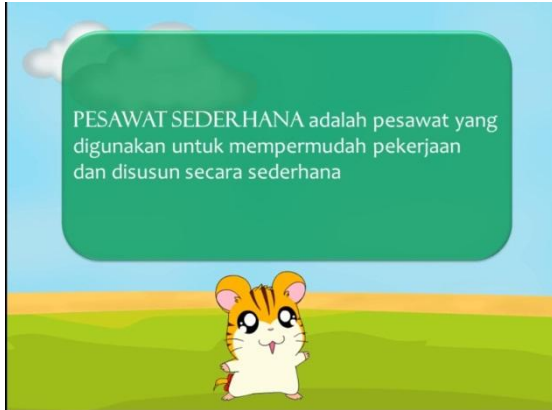 PESAWAT SEDERHANA adalah pesawat yang
digunakan untuk mempermudah pekerjaan
dan disusun secara sederhana